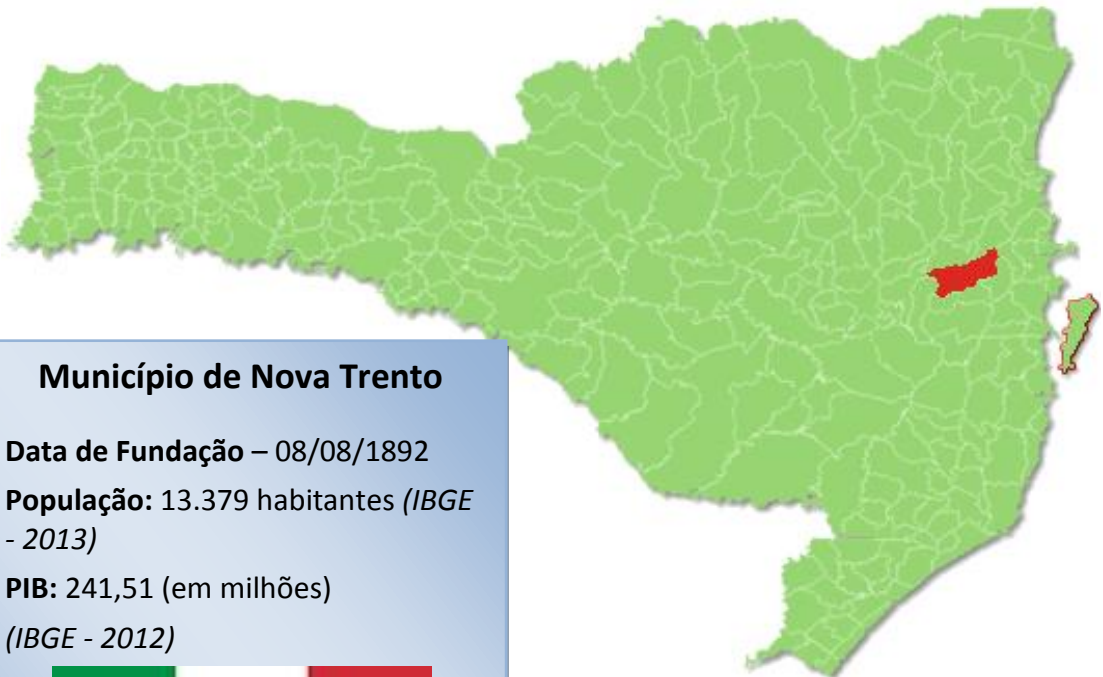 Município de Nova Trento
Data de Fundação – 08/08/1892
População: 13.379 habitantes (IBGE
- 2013)
PIB: 241,51 (em milhões)
(IBGE - 2012)